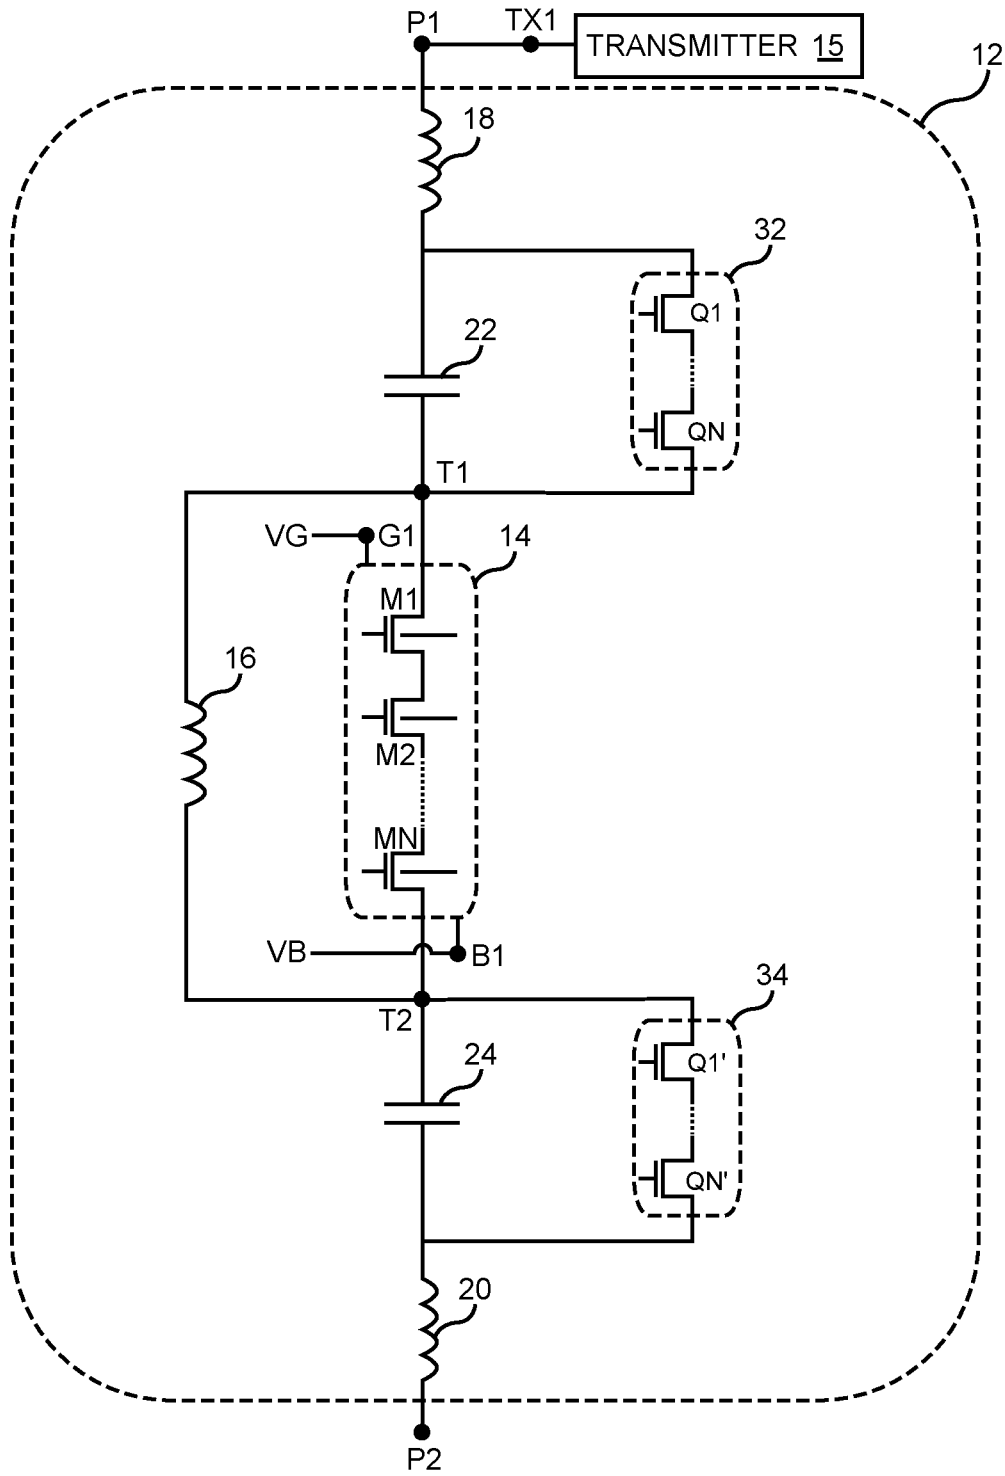 P1
TX1
TRANSMITTER 15
12
18
32
Q1
22
QN
T1
VG
G1
14
M1
16
M2
MN
VB
B1
T2
34
24
Q1'
QN'
20
P2